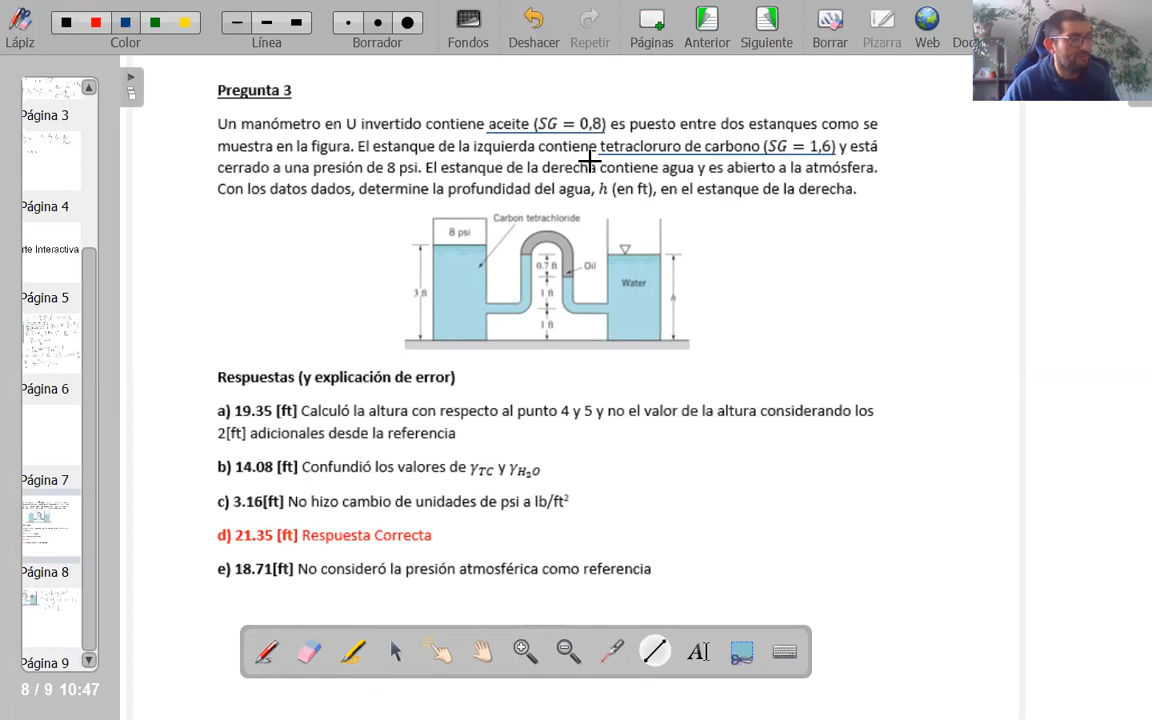 Lápiz
Color
Línea
Borrador
Fondos
Deshacer
Repetir
Páginas
Anterior
Siguiente
Borrar
Pizarra
Web
Página 3
Página 4
rte Interactiva
Página 5
Página 6
Página 7
Página 8
Página 9
8 / 9 10:47
Pregunta 3
Un manómetro en U invertido contiene aceite (SG = 0,8) es puesto entre dos estanques como se
muestra en la figura. El estanque de la izquierda contiene tetracloruro de carbono (SG = 1,6) y está
cerrado a una presión de 8 psi. El estanque de la derecha contiene agua y es abierto a la atmósfera.
Con los datos dados, determine la profundidad del agua, h (en ft), en el estanque de la derecha.
Carbon tetrachloride
8 psi
0.7 ft
Oil
Water
3 ft
1 ft
h
1 ft
Respuestas (y explicación de error)
a) 19.35 [ft] Calculó la altura con respecto al punto 4 y 5 y no el valor de la altura considerando los
2[ft] adicionales desde la referencia
b) 14.08 [ft] Confundió los valores de γTC y γH₂O
c) 3.16[ft] No hizo cambio de unidades de psi a lb/ft²
d) 21.35 [ft] Respuesta Correcta
e) 18.71[ft] No consideró la presión atmosférica como referencia